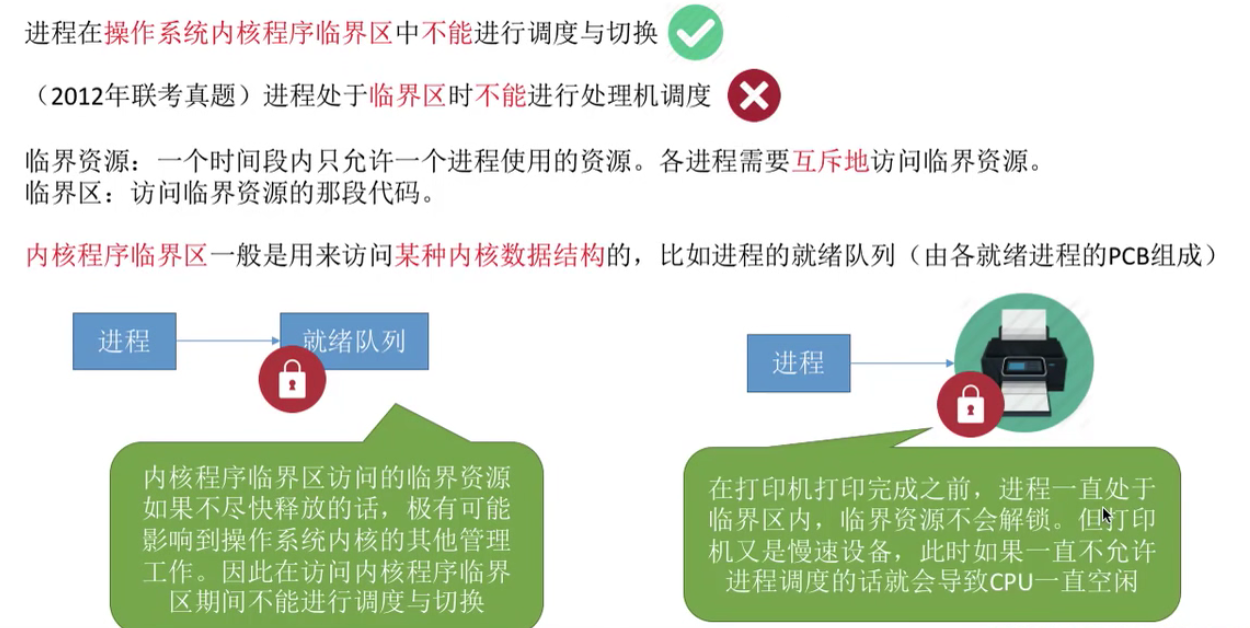 进程在操作系统内核程序临界区中不能进行调度与切换
（2012年联考真题）进程处于临界区时不能进行处理机调度
临界资源：一个时间段内只允许一个进程使用的资源。各进程需要互斥地访问临界资源。
临界区：访问临界资源的那段代码。
内核程序临界区一般是用来访问某种内核数据结构的，比如进程的就绪队列（由各就绪进程的PCB组成）
进程
就绪队列
内核程序临界区访问的临界资源
如果不尽快释放的话，极有可能
影响到操作系统内核的其他管理
工作。因此在访问内核程序临界
区期间不能进行调度与切换
进程
在打印机打印完成之前，进程一直处于
临界区内，临界资源不会解锁。但打印
机又是慢速设备，此时如果一直不允许
进程调度的话就会导致CPU一直空闲